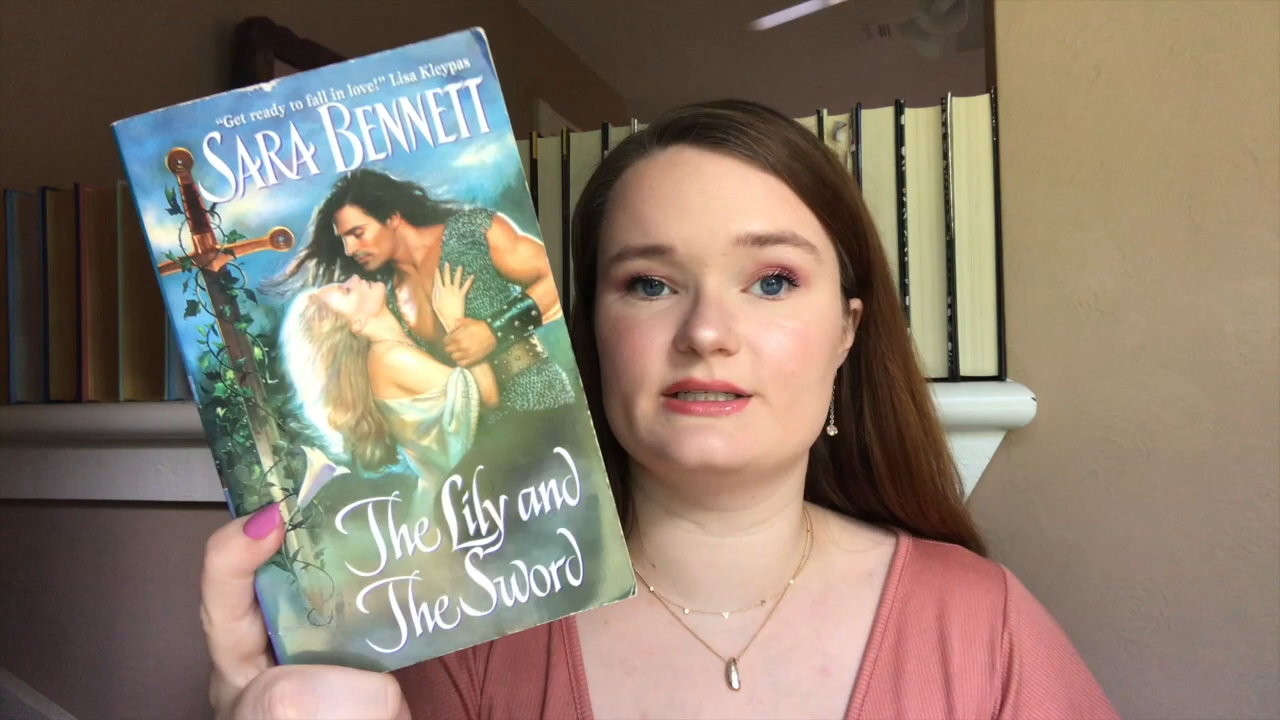 "Get ready to fall in love!" Lisa Kleypas
SARA BENNETT
The Lily and
The Sword